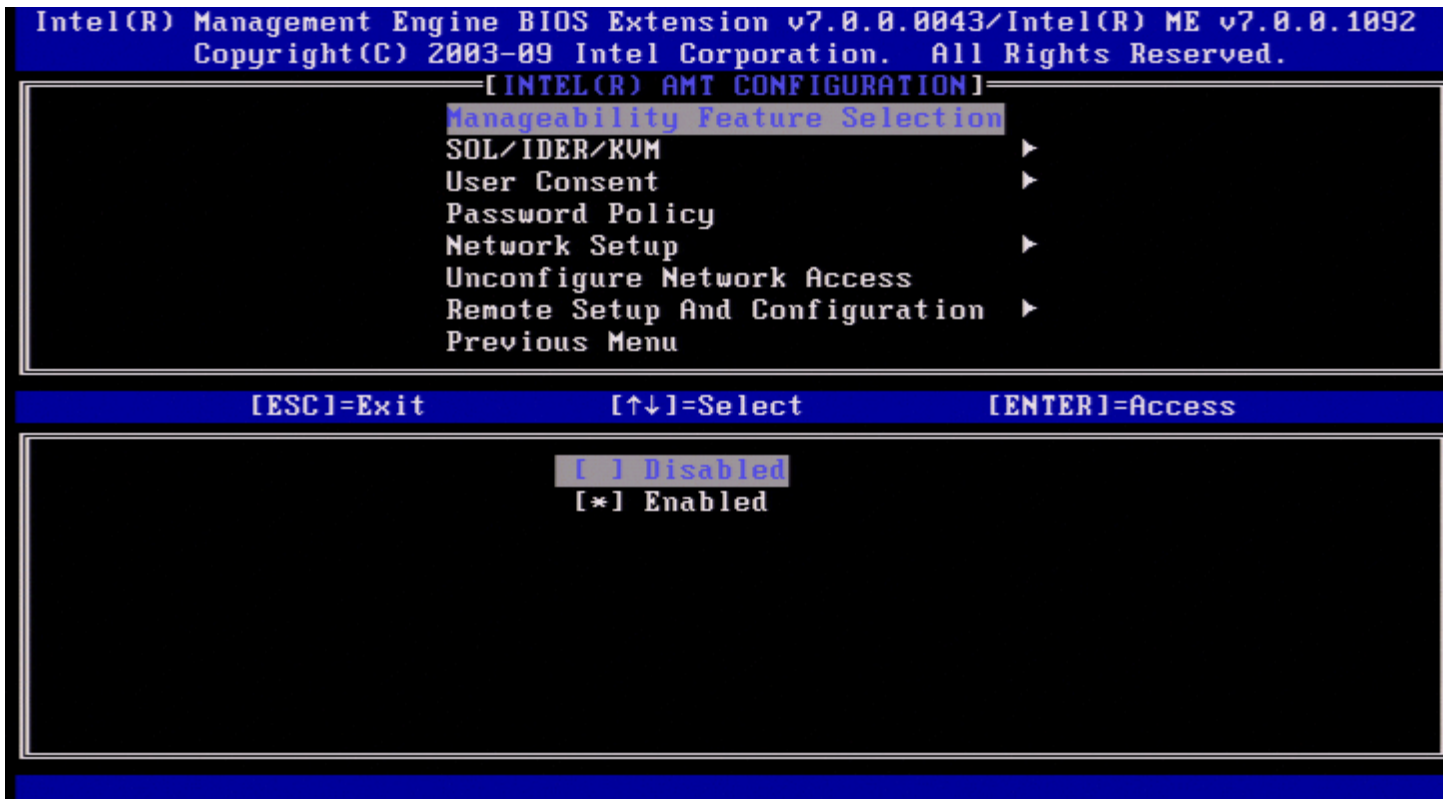 Intel(R) Management Engine BIOS Extension v7.0.0.0043/Intel(R) ME v7.0.0.1092
Copyright(C) 2003-09 Intel Corporation. All Rights Reserved.
[INTEL(R) AMT CONFIGURATION]
Manageability Feature Selection
SOL/IDER/KVM ►
User Consent ►
Password Policy
Network Setup ►
Unconfigure Network Access
Remote Setup And Configuration ►
Previous Menu
[ESC]=Exit [↑↓]=Select [ENTER]=Access
[ ] Disabled
[*] Enabled